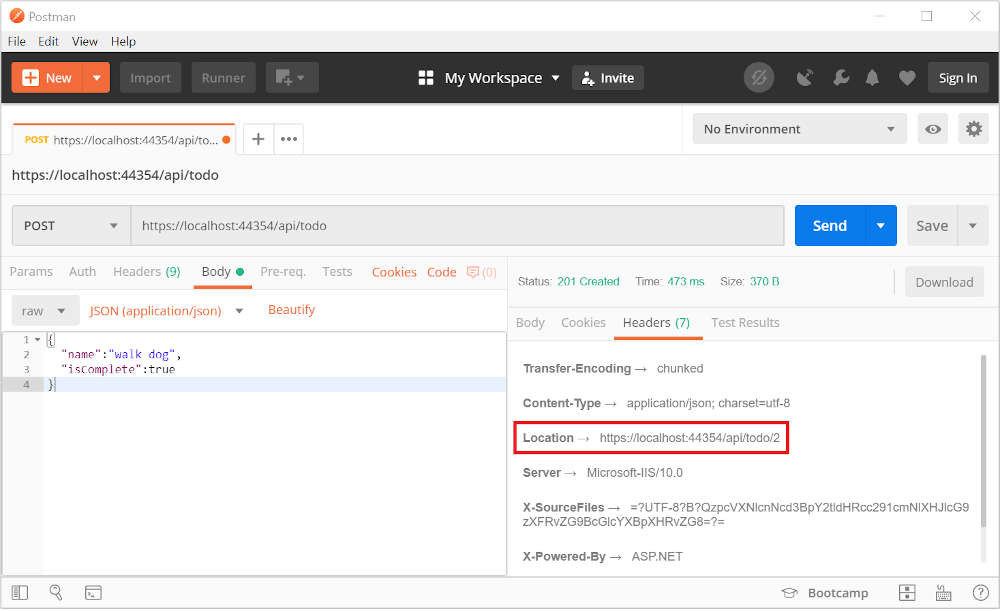 Postman
File Edit View Help
New Import Runner My Workspace Invite Sign In
POST https://localhost:44354/api/to... No Environment
https://localhost:44354/api/todo
POST https://localhost:44354/api/todo Send Save
Params Auth Headers (9) Body Pre-req. Tests Cookies Code (0)
raw JSON (application/json) Beautify
1 {
2 "name":"walk dog",
3 "isComplete":true
4 }
Status: 201 Created Time: 473 ms Size: 370 B Download
Body Cookies Headers (7) Test Results
Transfer-Encoding → chunked
Content-Type → application/json; charset=utf-8
Location → https://localhost:44354/api/todo/2
Server → Microsoft-IIS/10.0
X-SourceFiles → =?UTF-8?B?QzpcVXNlcnNcd3BpY2tldHRcc291cmNlXHJlcG9
zXFRvZG9BcGlcYXBpXHRvZG8=?=
X-Powered-By → ASP.NET
Bootcamp